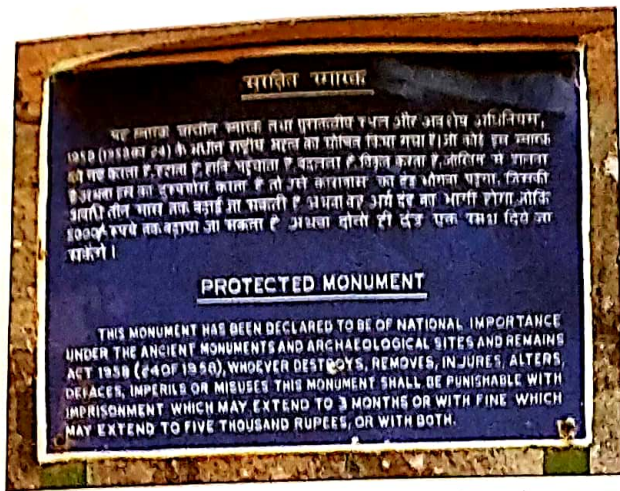 संरक्षित स्मारक
यह स्मारक प्राचीन स्मारक तथा पुरातत्वीय स्थल और अवशेष अधिनियम,
1958 (1958 का 24) के अधीन राष्ट्रीय महत्व का घोषित किया गया है। जो कोई इस स्मारक
को नष्ट करता है, हटाता है, हानि पहुंचाता है, बदलता है, विकृत करता है, जोखिम में डालता
है अथवा इस का दुरुपयोग करता है तो उसे कारावास का दंड भोगना पड़ेगा, जिसकी
अवधि तीन मास तक बढ़ाई जा सकती है अथवा वह अर्थ दंड का भागी होगा, जोकि
5000/- रुपये तक बढ़ाया जा सकता है अथवा दोनों ही दंड एक साथ दिये जा
सकेंगे।
PROTECTED MONUMENT
THIS MONUMENT HAS BEEN DECLARED TO BE OF NATIONAL IMPORTANCE
UNDER THE ANCIENT MONUMENTS AND ARCHAEOLOGICAL SITES AND REMAINS
ACT 1958 (24 OF 1958), WHOEVER DESTROYS, REMOVES, INJURES, ALTERS,
DEFACES, IMPERILS OR MISUSES THIS MONUMENT SHALL BE PUNISHABLE WITH
IMPRISONMENT WHICH MAY EXTEND TO 3 MONTHS OR WITH FINE WHICH
MAY EXTEND TO FIVE THOUSAND RUPEES, OR WITH BOTH.